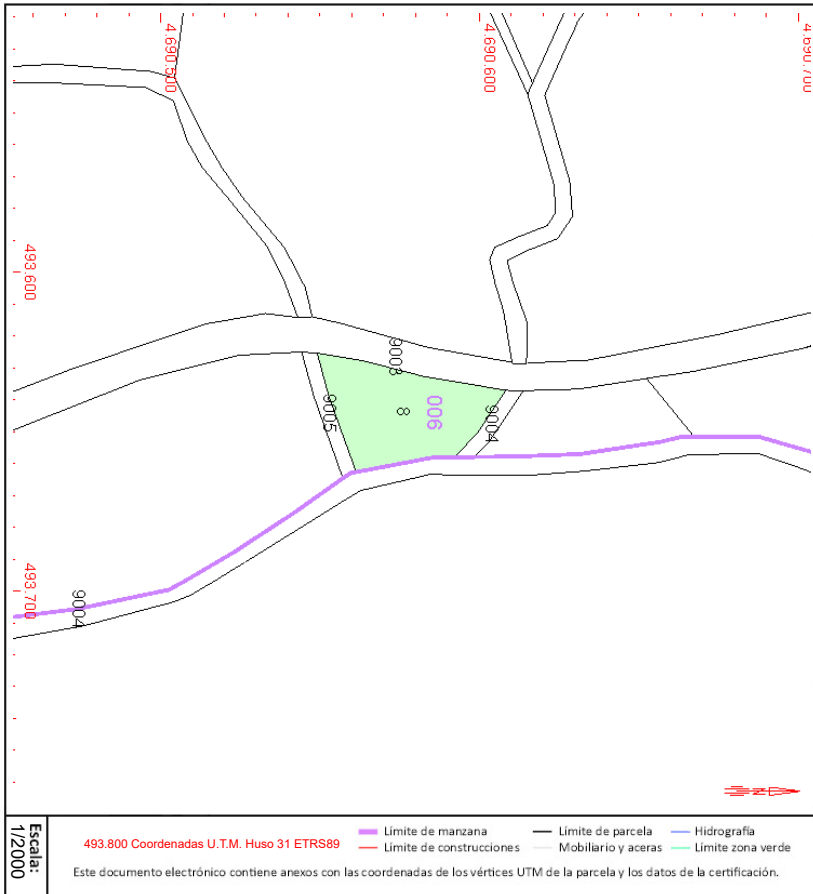 4.690.500
4.690.600
4.690.700
493.600
9003
006
8
9005
9004
493.700
9004
N
Escala:
1/2000
493.800 Coordenadas U.T.M. Huso 31 ETRS89
Límite de manzana
Límite de parcela
Hidrografía
Límite de construcciones
Mobiliario y aceras
Límite zona verde
Este documento electrónico contiene anexos con las coordenadas de los vértices UTM de la parcela y los datos de la certificación.